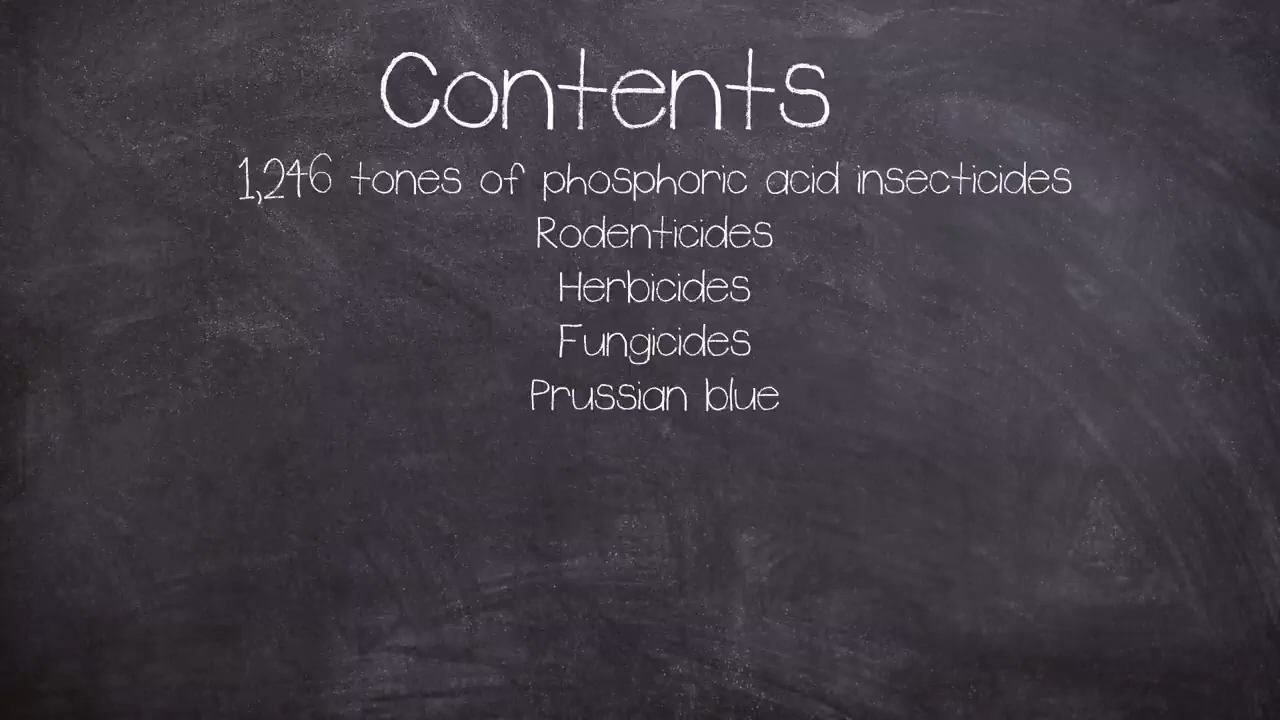 Contents
1,246 tones of phosphoric acid insecticides
Rodenticides
Herbicides
Fungicides
Prussian blue